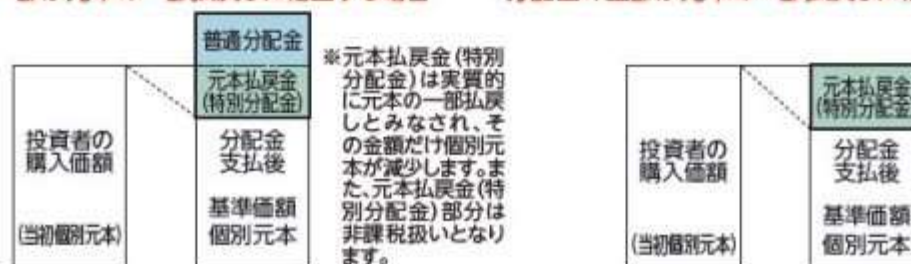 普通分配金
元本払戻金
(特別分配金)
投資者の
購入価額
(当初個別元本)
分配金
支払後
基準価額
個別元本
※元本払戻金(特別
分配金)は実質的
に元本の一部払戻
しとみなされ、そ
の金額だけ個別元
本が減少します。ま
た、元本払戻金(特
別分配金)部分は
非課税扱いとなり
ます。
元本払戻金
(特別分配金
投資者の
購入価額
(当初個別元本)
分配金
支払後
基準価額
個別元本